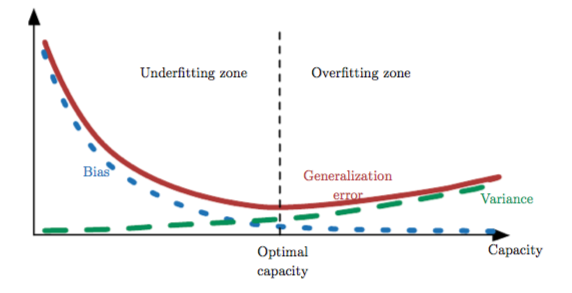 Underfitting zone
Overfitting zone
Bias
Generalization
error
Variance
Optimal
capacity
Capacity